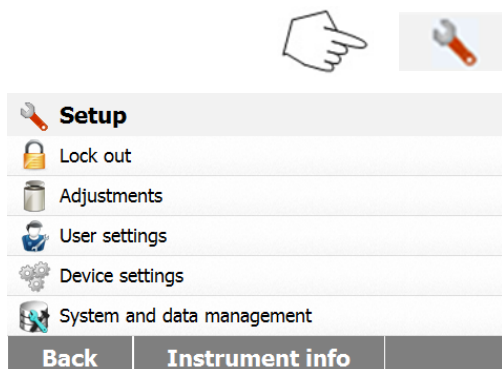 Setup
Lock out
Adjustments
User settings
Device settings
System and data management
Back Instrument info